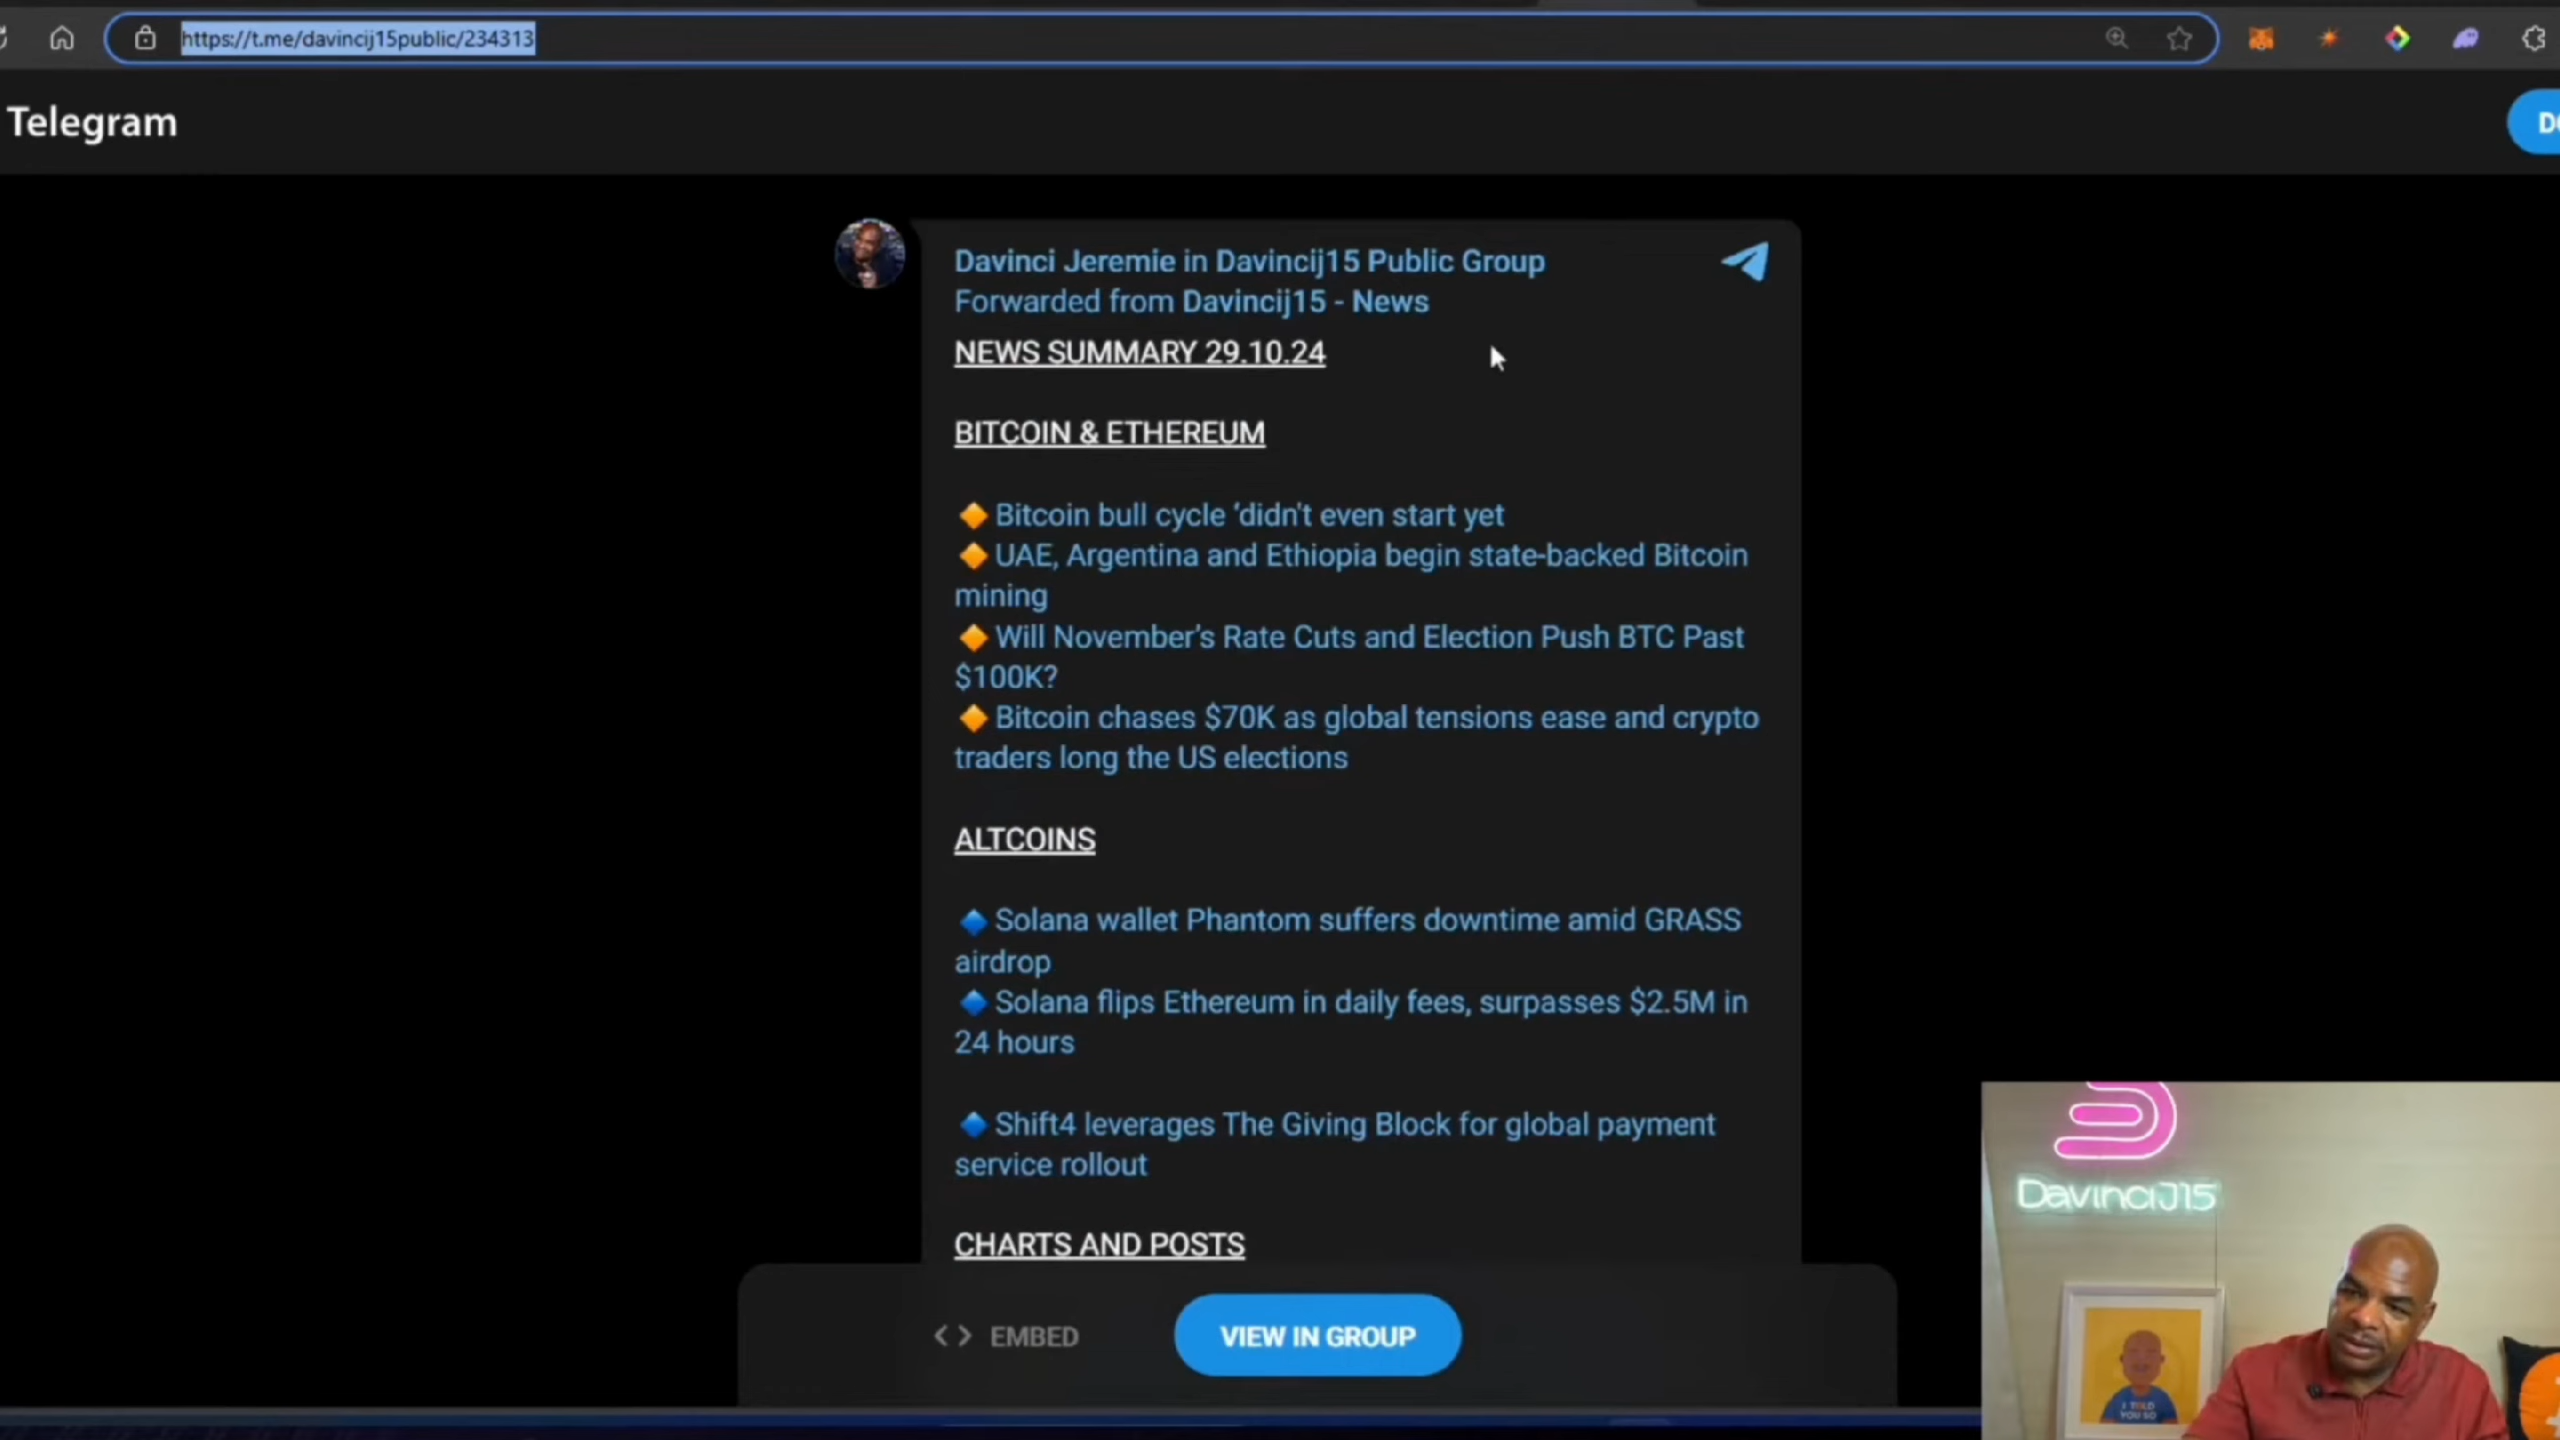 https://t.me/davincij15public/234313
Telegram
Davinci Jeremie in Davincij15 Public Group
Forwarded from Davincij15 - News
NEWS SUMMARY 29.10.24
BITCOIN & ETHEREUM
🔶 Bitcoin bull cycle ‘didn't even start yet
🔶 UAE, Argentina and Ethiopia begin state-backed Bitcoin
mining
🔶 Will November’s Rate Cuts and Election Push BTC Past
$100K?
🔶 Bitcoin chases $70K as global tensions ease and crypto
traders long the US elections
ALTCOINS
🔷 Solana wallet Phantom suffers downtime amid GRASS
airdrop
🔷 Solana flips Ethereum in daily fees, surpasses $2.5M in
24 hours
🔷 Shift4 leverages The Giving Block for global payment
service rollout
CHARTS AND POSTS
EMBED
VIEW IN GROUP
DavinciJ15
I TOLD
YOU SO